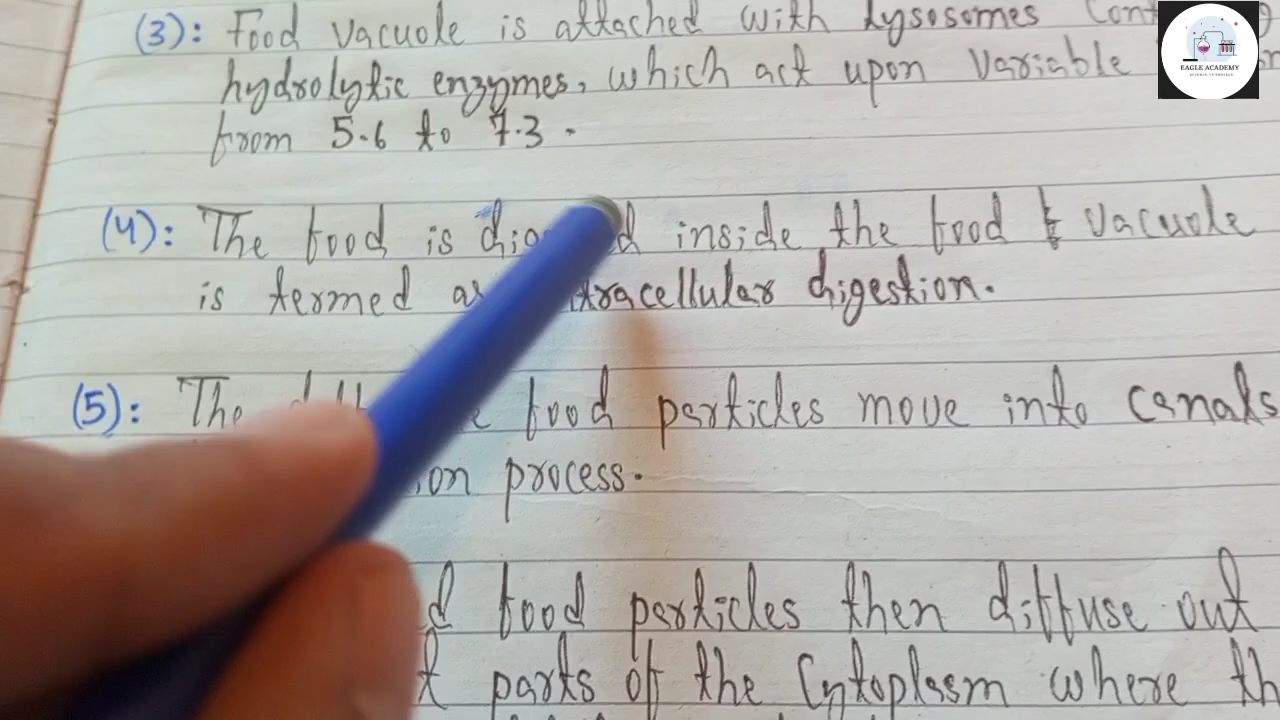 (3): Food vacuole is attached with lysosomes
hydrolytic enzymes, which act upon variable
from 5.6 to 7.3.
(4): The food is inside the food vacuole
is termed as digestion.
(5): The food particles move into canals
process.
food particles then diffuse out
parts of the Cytoplasm where
EAGLE ACADEMY